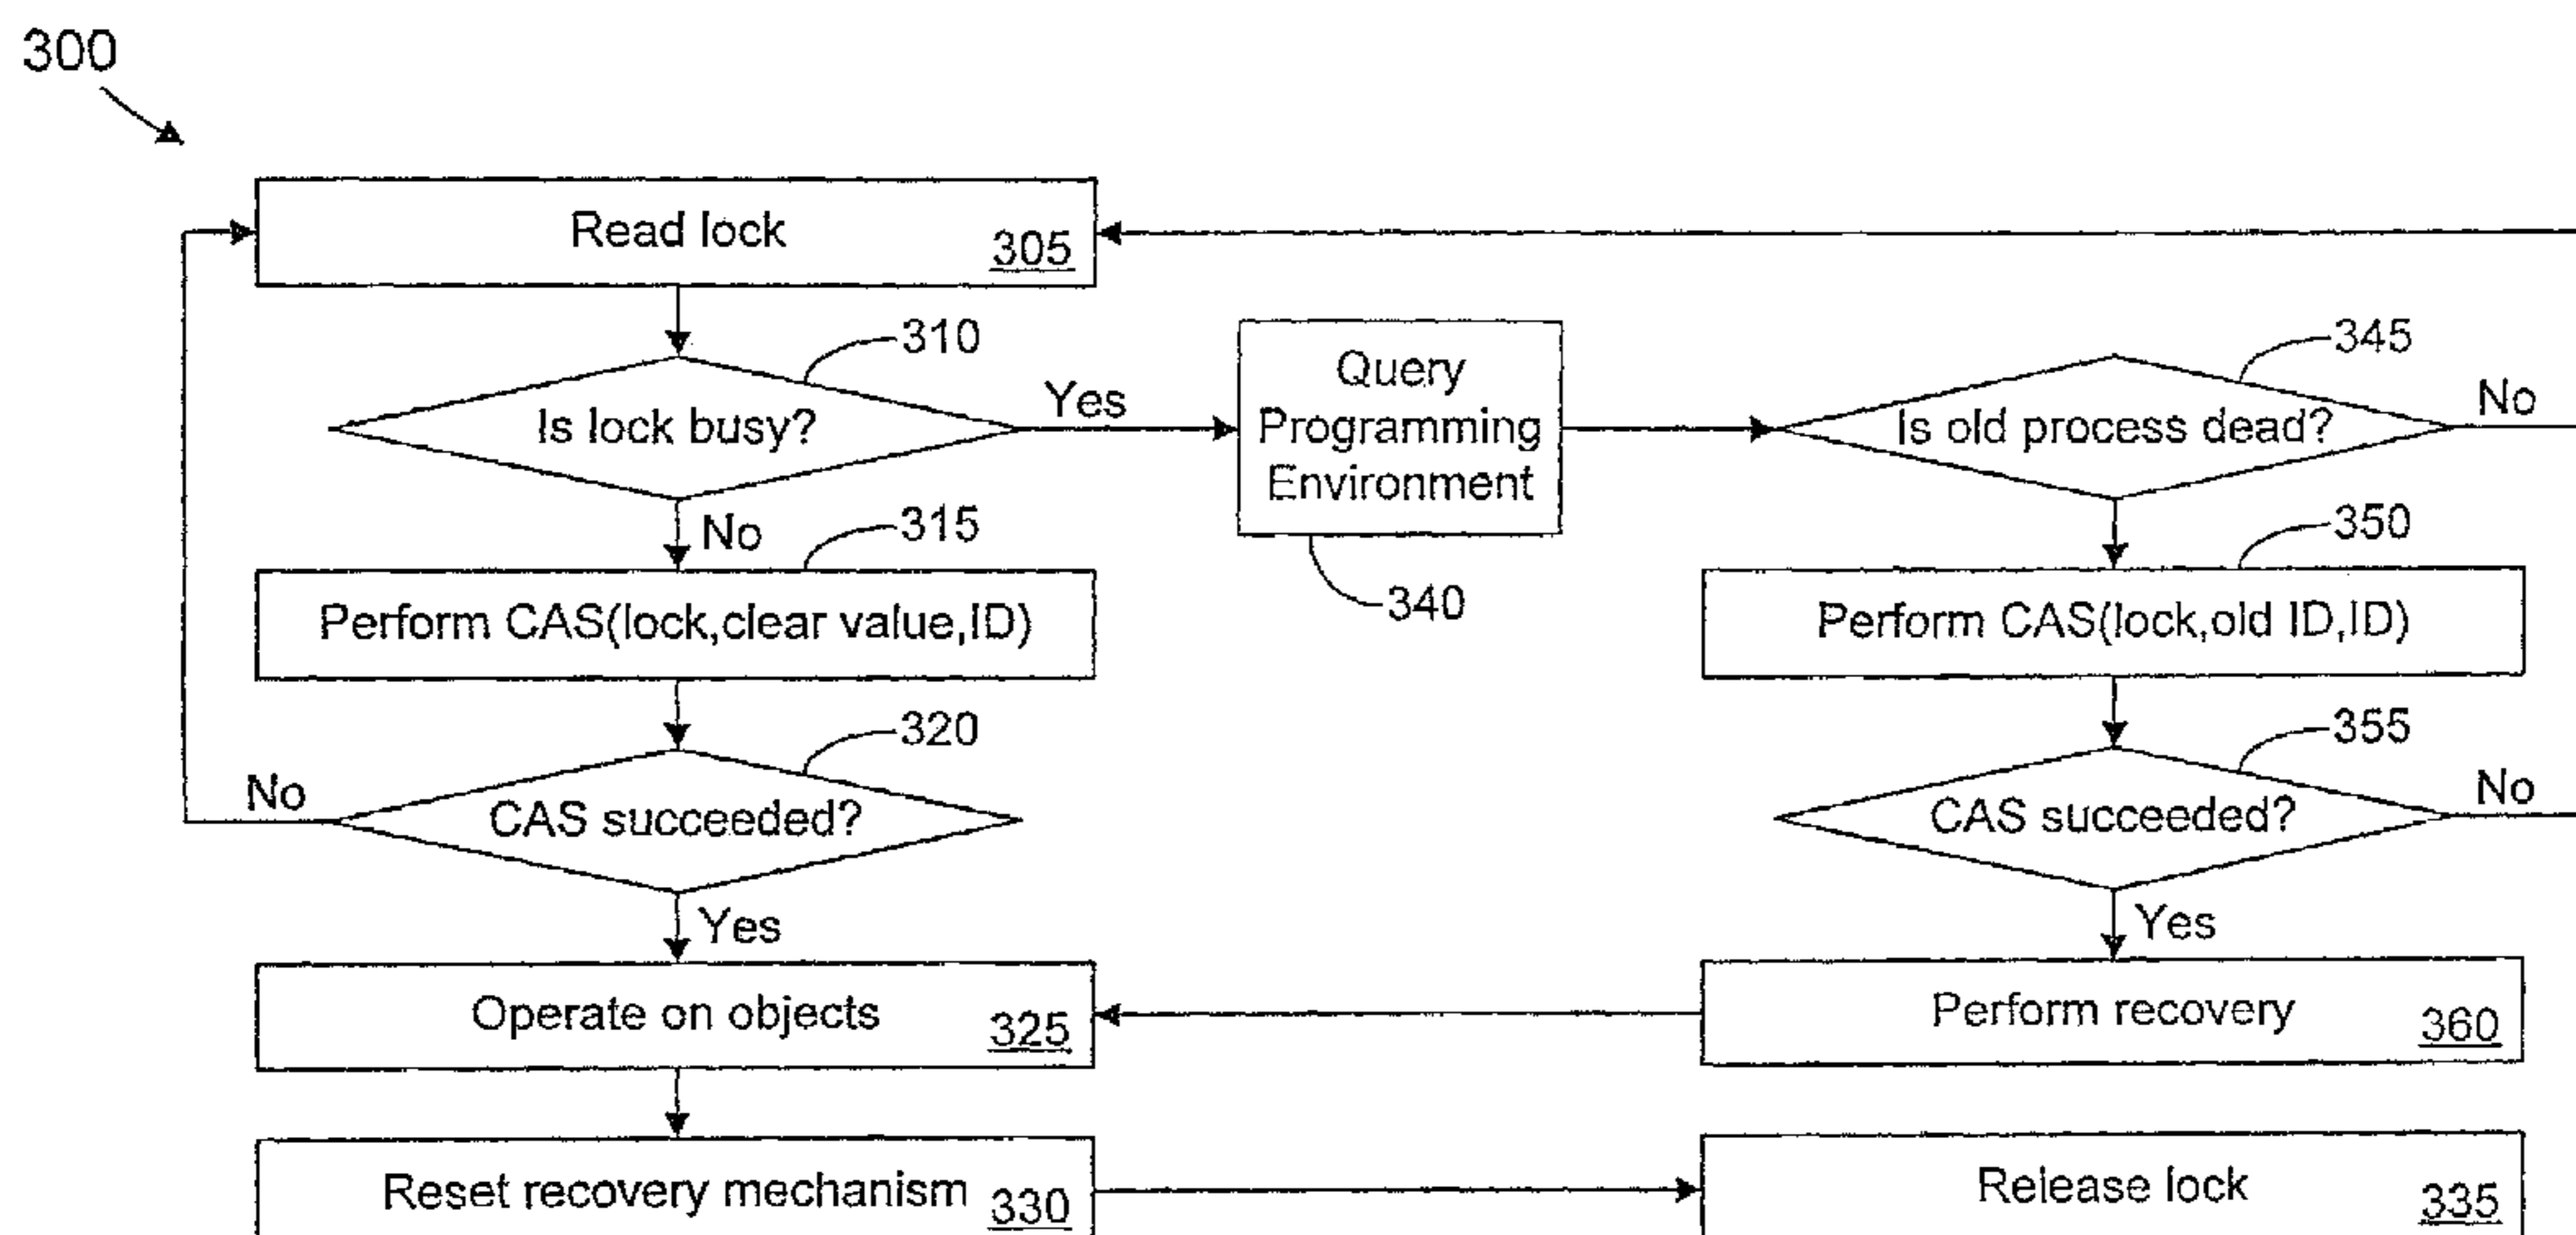 300
Read lock
305
310
Is lock busy?
Yes
No
Query
Programming
Environment
340
345
Is old process dead?
No
315
Perform CAS(lock,clear value,ID)
350
Perform CAS(lock,old ID,ID)
320
CAS succeeded?
No
Yes
355
CAS succeeded?
No
Yes
Operate on objects
325
Perform recovery
360
Reset recovery mechanism
330
Release lock
335